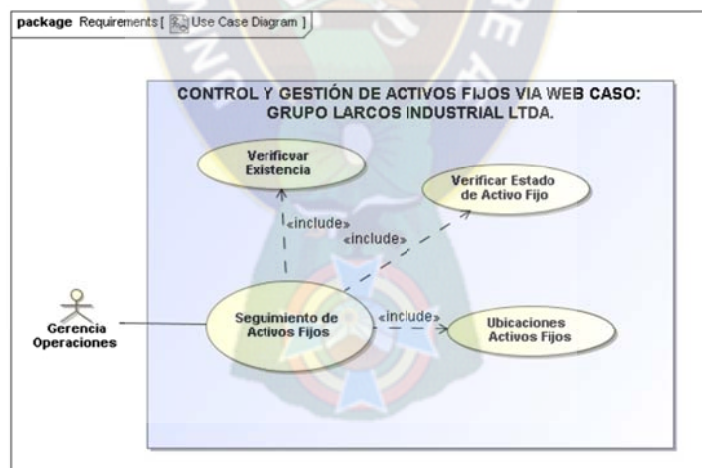 package Requirements [ Use Case Diagram ]
CONTROL Y GESTIÓN DE ACTIVOS FIJOS VIA WEB CASO:
GRUPO LARCOS INDUSTRIAL LTDA.
Verificvar
Existencia
Verificar Estado
de Activo Fijo
«include»
«include»
Seguimiento de
Activos Fijos
«include»
Ubicaciones
Activos Fijos
Gerencia
Operaciones